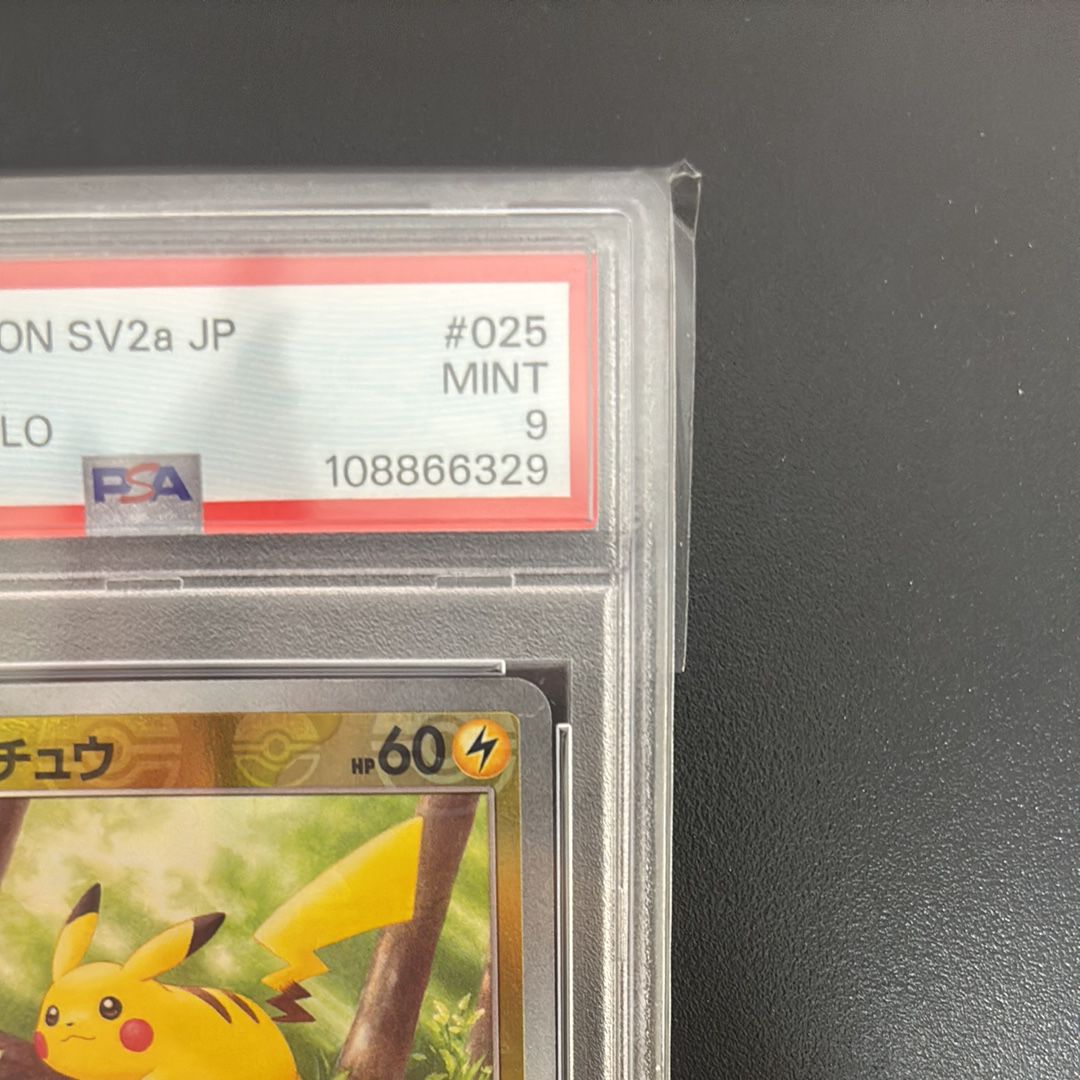 ON SV2a JP #025
MINT
LO 9
PSA 108866329
チュウ HP60